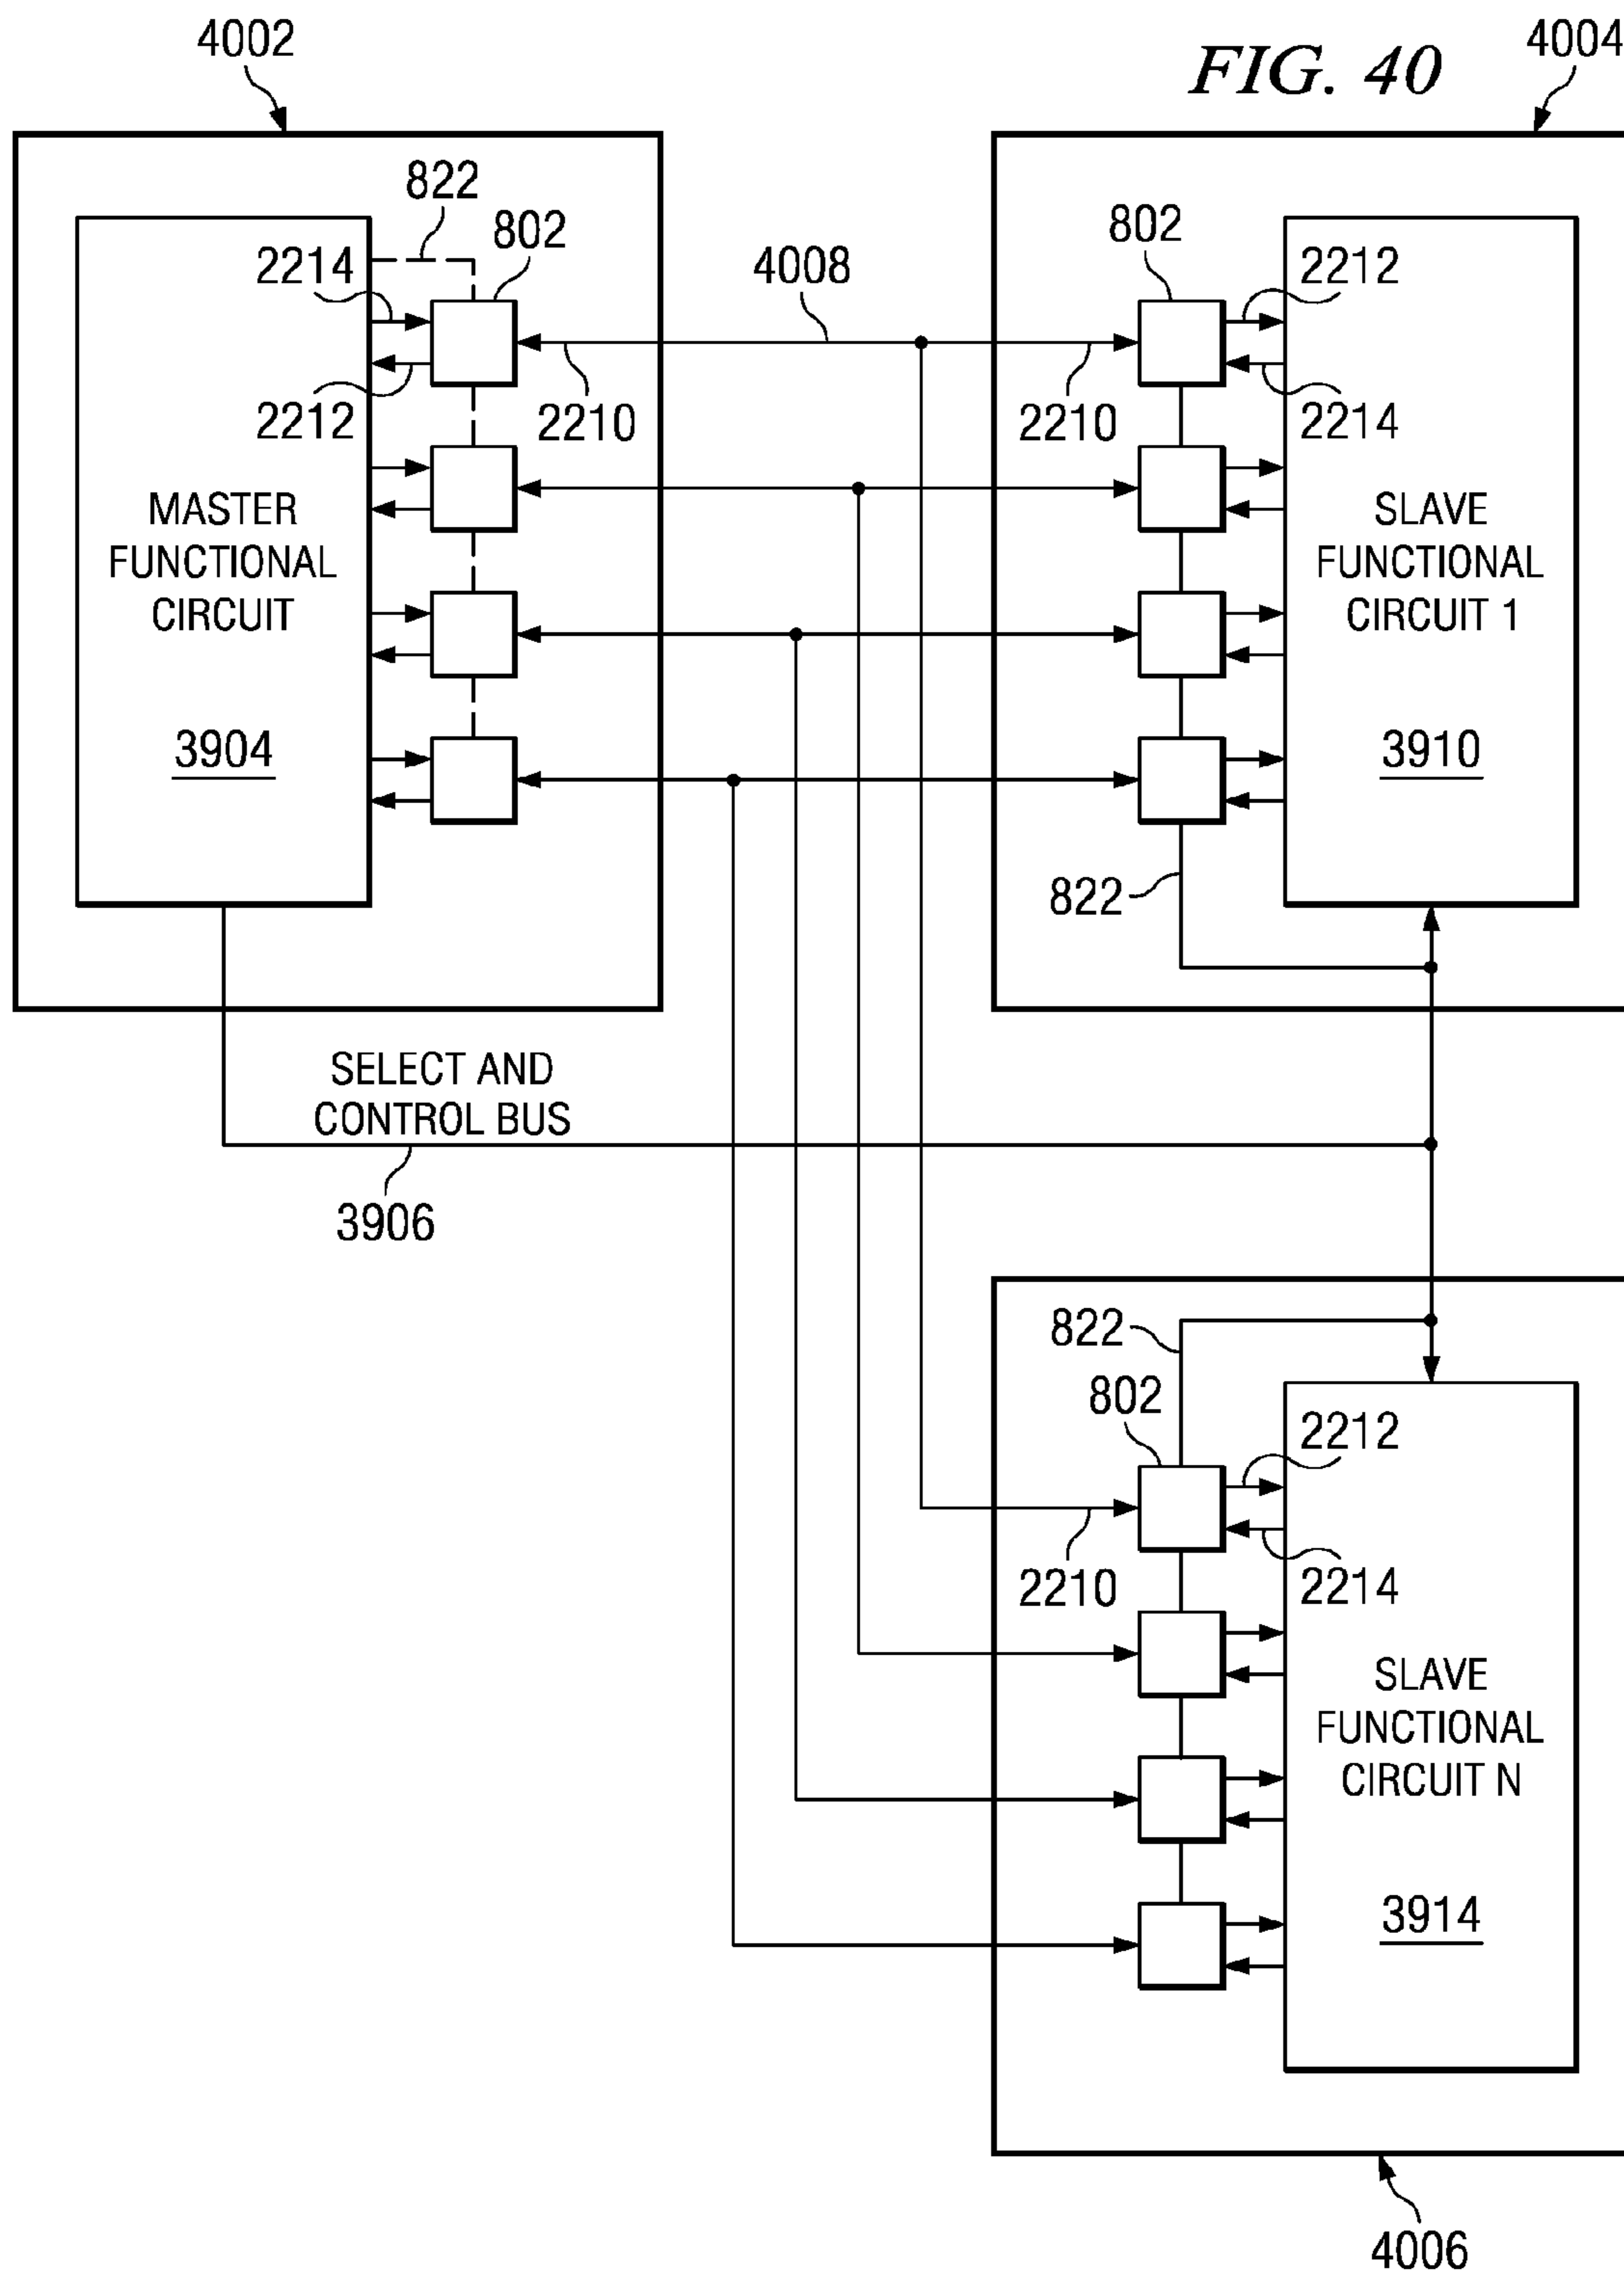 4002
FIG. 40
4004
822
802
802
2214
4008
2212
2212
2210
2210
2214
MASTER
FUNCTIONAL
CIRCUIT
SLAVE
FUNCTIONAL
CIRCUIT 1
3904
3910
822
SELECT AND
CONTROL BUS
3906
822
802
2212
2210
2214
SLAVE
FUNCTIONAL
CIRCUIT N
3914
4006